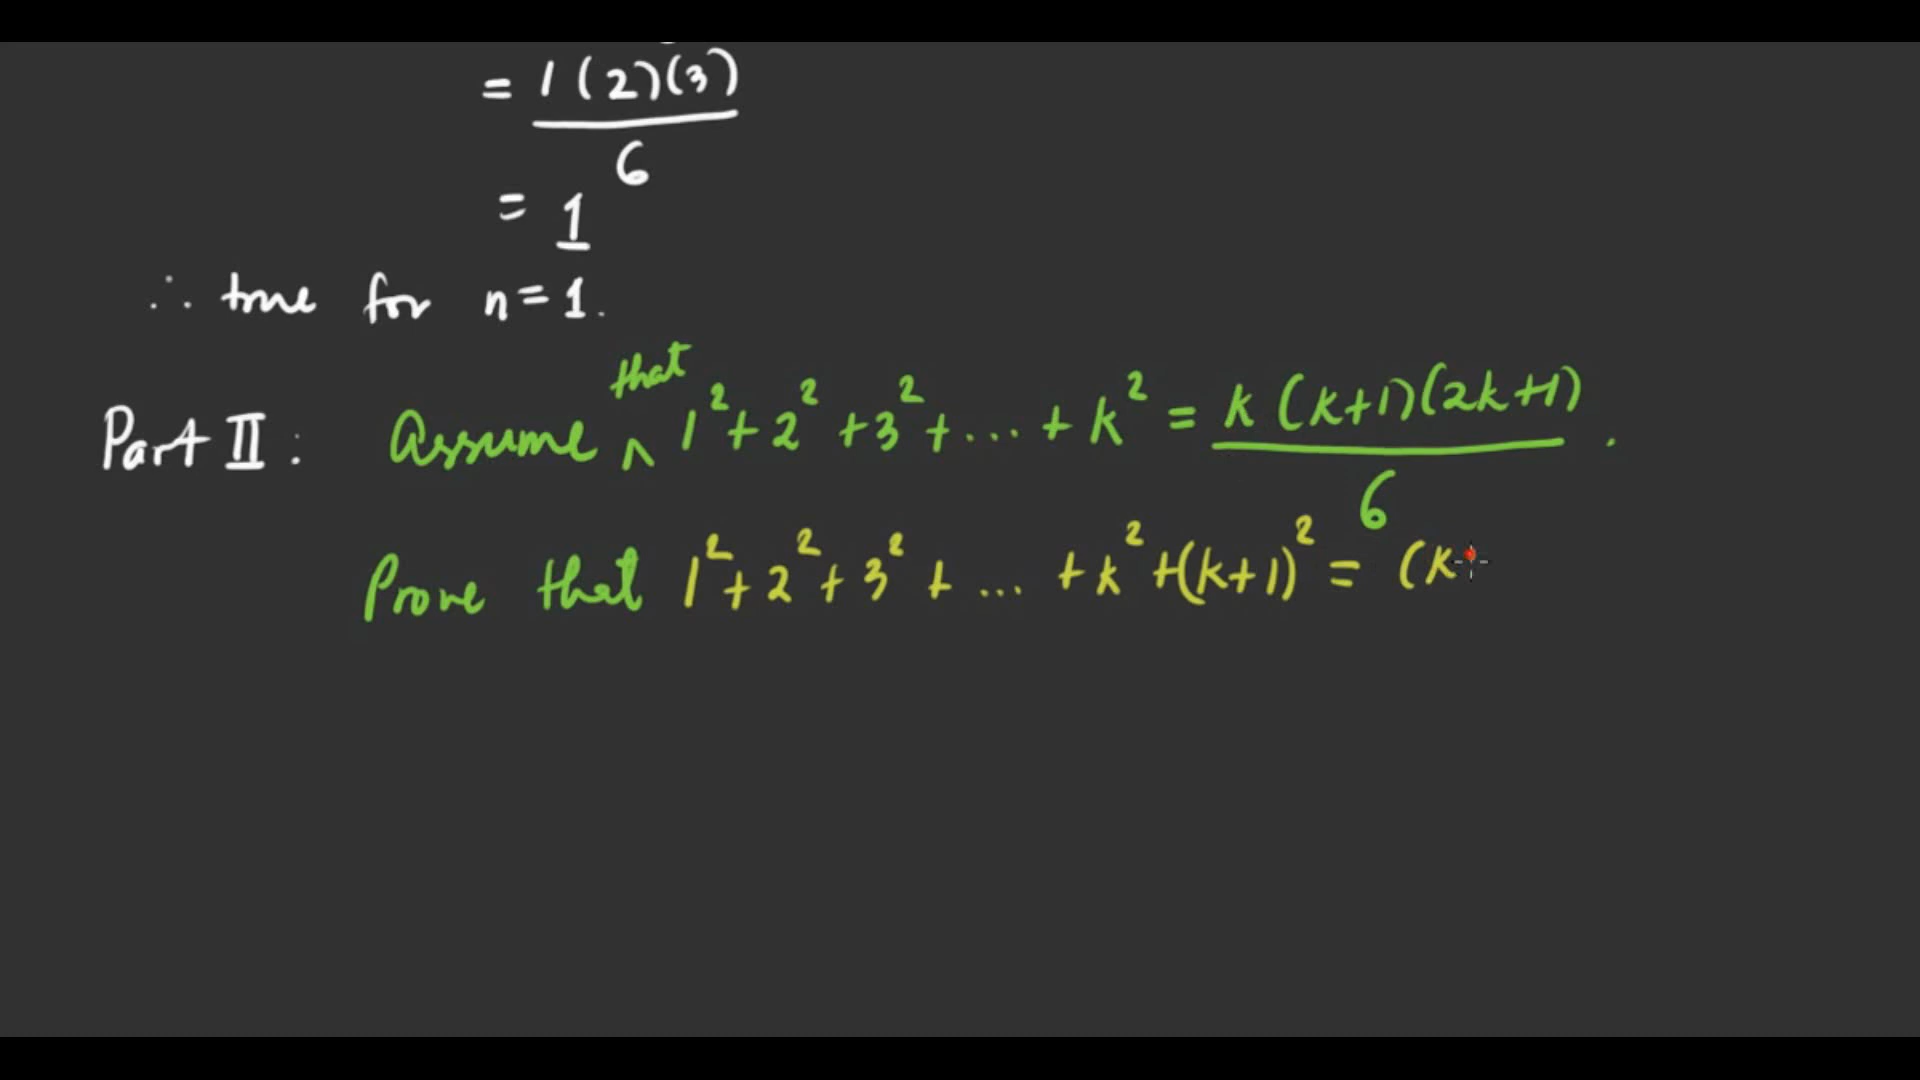 = 1(2)(3)
6
= 1
∴ true for n=1.
that
Part II: Assume ^ 1² + 2² + 3² + ... + k² = k(k+1)(2k+1) .
6
Prove that 1² + 2² + 3² + ... + k² + (k+1)² = (k